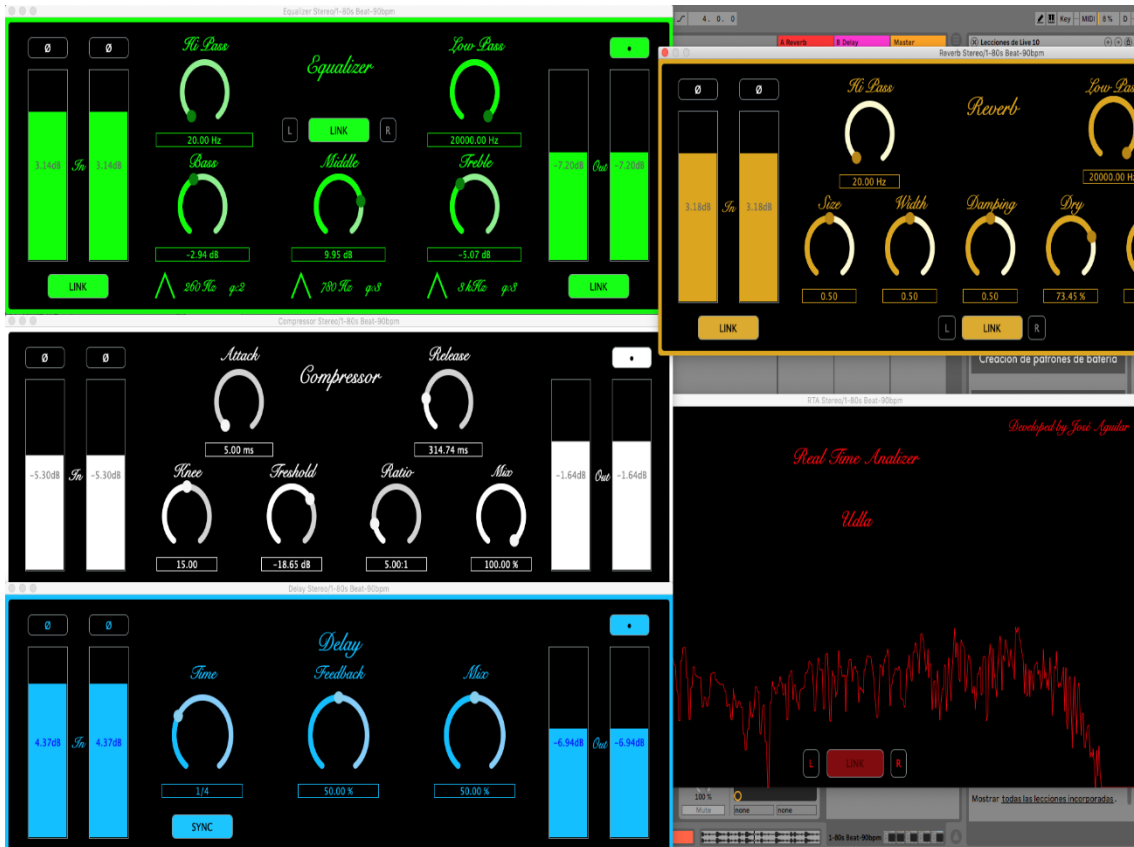 Equalizer Stereo/1-80s Beat-90bpm
Ø Ø
Hi Pass
Equalizer
Low Pass
•
L LINK R
20.00 Hz
20000.00 Hz
3.14dB In 3.14dB
Bass
Middle
Treble
-7.20dB Out -7.20dB
-2.94 dB
9.95 dB
-5.07 dB
LINK
260 Hz q:2
780 Hz q:3
3 kHz q:3
LINK
Compressor Stereo/1-80s Beat-90bpm
Ø Ø
Attack
Compressor
Release
•
5.00 ms
314.74 ms
-5.30dB In -5.30dB
Knee
Treshold
Ratio
Mix
-1.64dB Out -1.64dB
15.00
-18.65 dB
5.00:1
100.00 %
Delay Stereo/1-80s Beat-90bpm
Ø Ø
Delay
•
Time
Feedback
Mix
4.37dB In 4.37dB
-6.94dB Out -6.94dB
1/4
50.00 %
50.00 %
SYNC
4. 0. 0
Key MIDI 8 % D
A Reverb
B Delay
Master
Lecciones de Live 10
Reverb Stereo/1-80s Beat-90bpm
Ø Ø
Hi Pass
Reverb
Low Pass
20.00 Hz
20000.00 Hz
3.18dB In 3.18dB
Size
Width
Damping
Dry
0.50
0.50
0.50
73.45 %
LINK
L LINK R
Creación de patrones de batería
RTA Stereo/1-80s Beat-90bpm
Developed by José Aguilar
Real Time Analizer
Udla
L LINK R
100 %
Mute
none
none
Mostrar todas las lecciones incorporadas.
1-80s Beat-90bpm